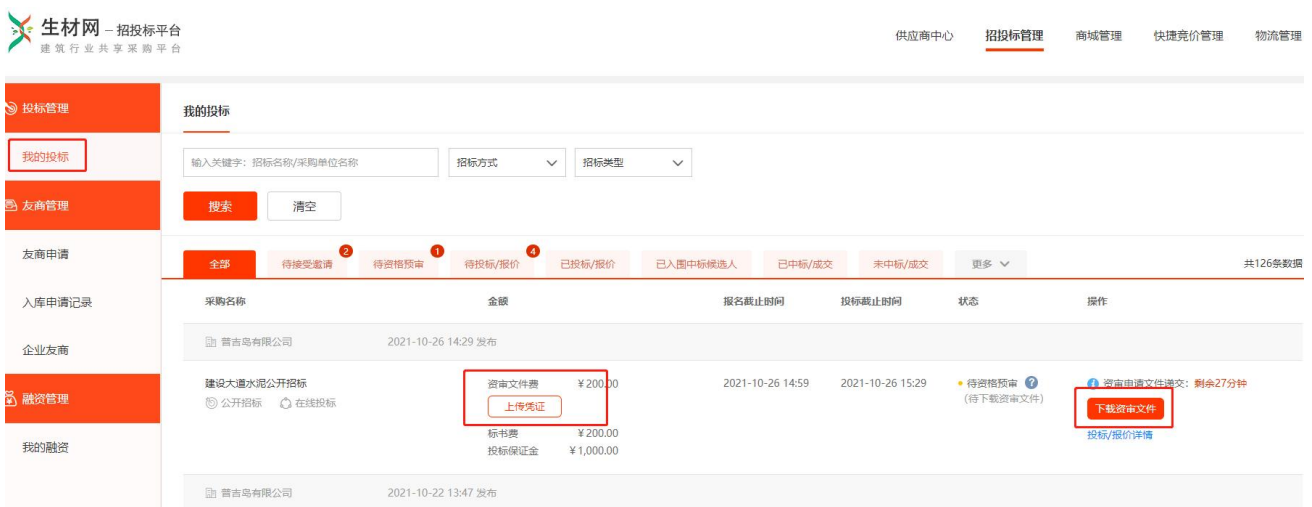 生材网 – 招投标平台
建筑行业共享采购平台
供应商中心 招投标管理 商城管理 快捷竞价管理 物流管理
投标管理
我的投标
我的投标
输入关键字：招标名称/采购单位名称 招标方式 招标类型
友商管理
搜索 清空
友商申请
2 1 4
全部 待接受邀请 待资格预审 待投标/报价 已投标/报价 已入围中标候选人 已中标/成交 未中标/成交 更多 共126条数据
入库申请记录
采购名称 金额 报名截止时间 投标截止时间 状态 操作
企业友商
普吉岛有限公司 2021-10-26 14:29 发布
融资管理
建设大道水泥公开招标 资审文件费 ¥200.00 2021-10-26 14:59 2021-10-26 15:29 待资格预审 ? 资审申请文件递交：剩余27分钟
公开招标 在线投标 上传凭证 (待下载资审文件) 下载资审文件
标书费 ¥200.00 投标/报价详情
我的融资
投标保证金 ¥1,000.00
普吉岛有限公司 2021-10-22 13:47 发布